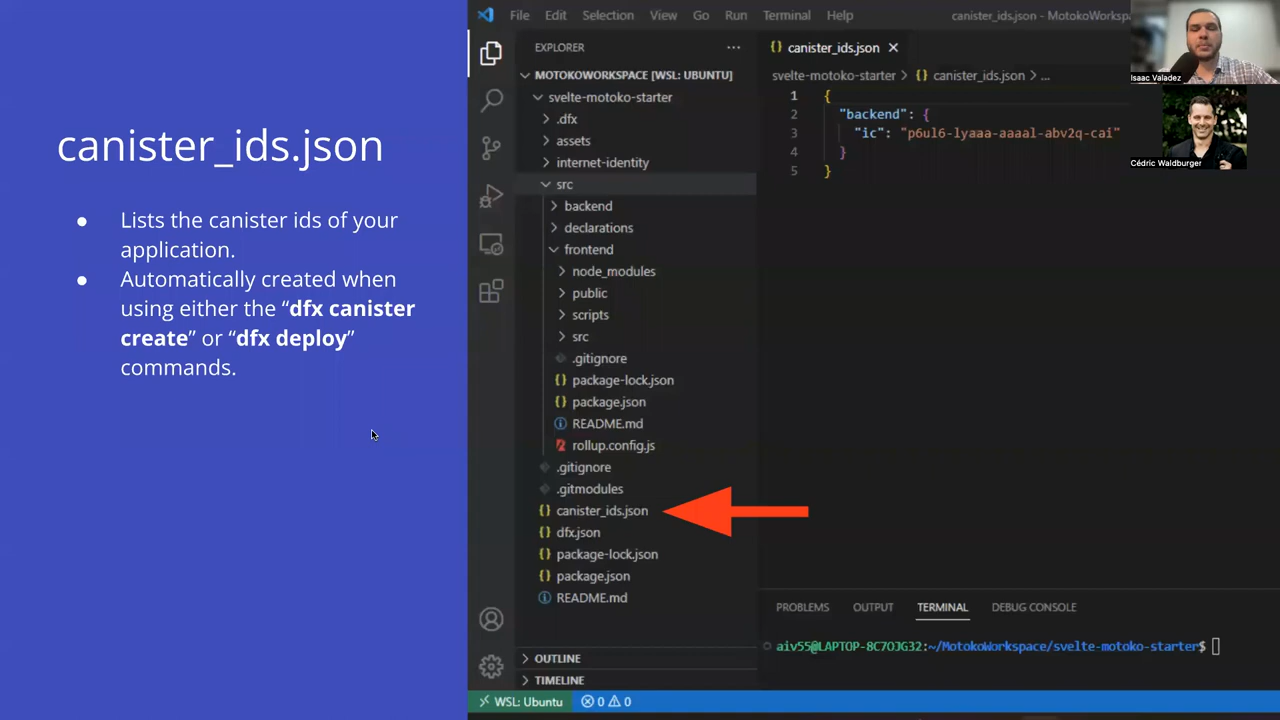 canister_ids.json
● Lists the canister ids of your
application.
● Automatically created when
using either the “dfx canister
create” or “dfx deploy”
commands.
File Edit Selection View Go Run Terminal Help canister_ids.json - MotokoWorkspa
EXPLORER ···
MOTOKOWORKSPACE [WSL: UBUNTU]
svelte-motoko-starter
.dfx
assets
internet-identity
src
backend
declarations
frontend
node_modules
public
scripts
src
.gitignore
package-lock.json
package.json
README.md
rollup.config.js
.gitignore
.gitmodules
canister_ids.json
dfx.json
package-lock.json
package.json
README.md
OUTLINE
TIMELINE
{} canister_ids.json ×
svelte-motoko-starter > {} canister_ids.json > ...
1 {
2 "backend": {
3 "ic": "p6ul6-lyaaa-aaaal-abv2q-cai"
4 }
5 }
PROBLEMS OUTPUT TERMINAL DEBUG CONSOLE
aiv55@LAPTOP-8C7OJG32:~/MotokoWorkspace/svelte-motoko-starter$
WSL: Ubuntu 0 0
Isaac Valadez
Cédric Waldburger